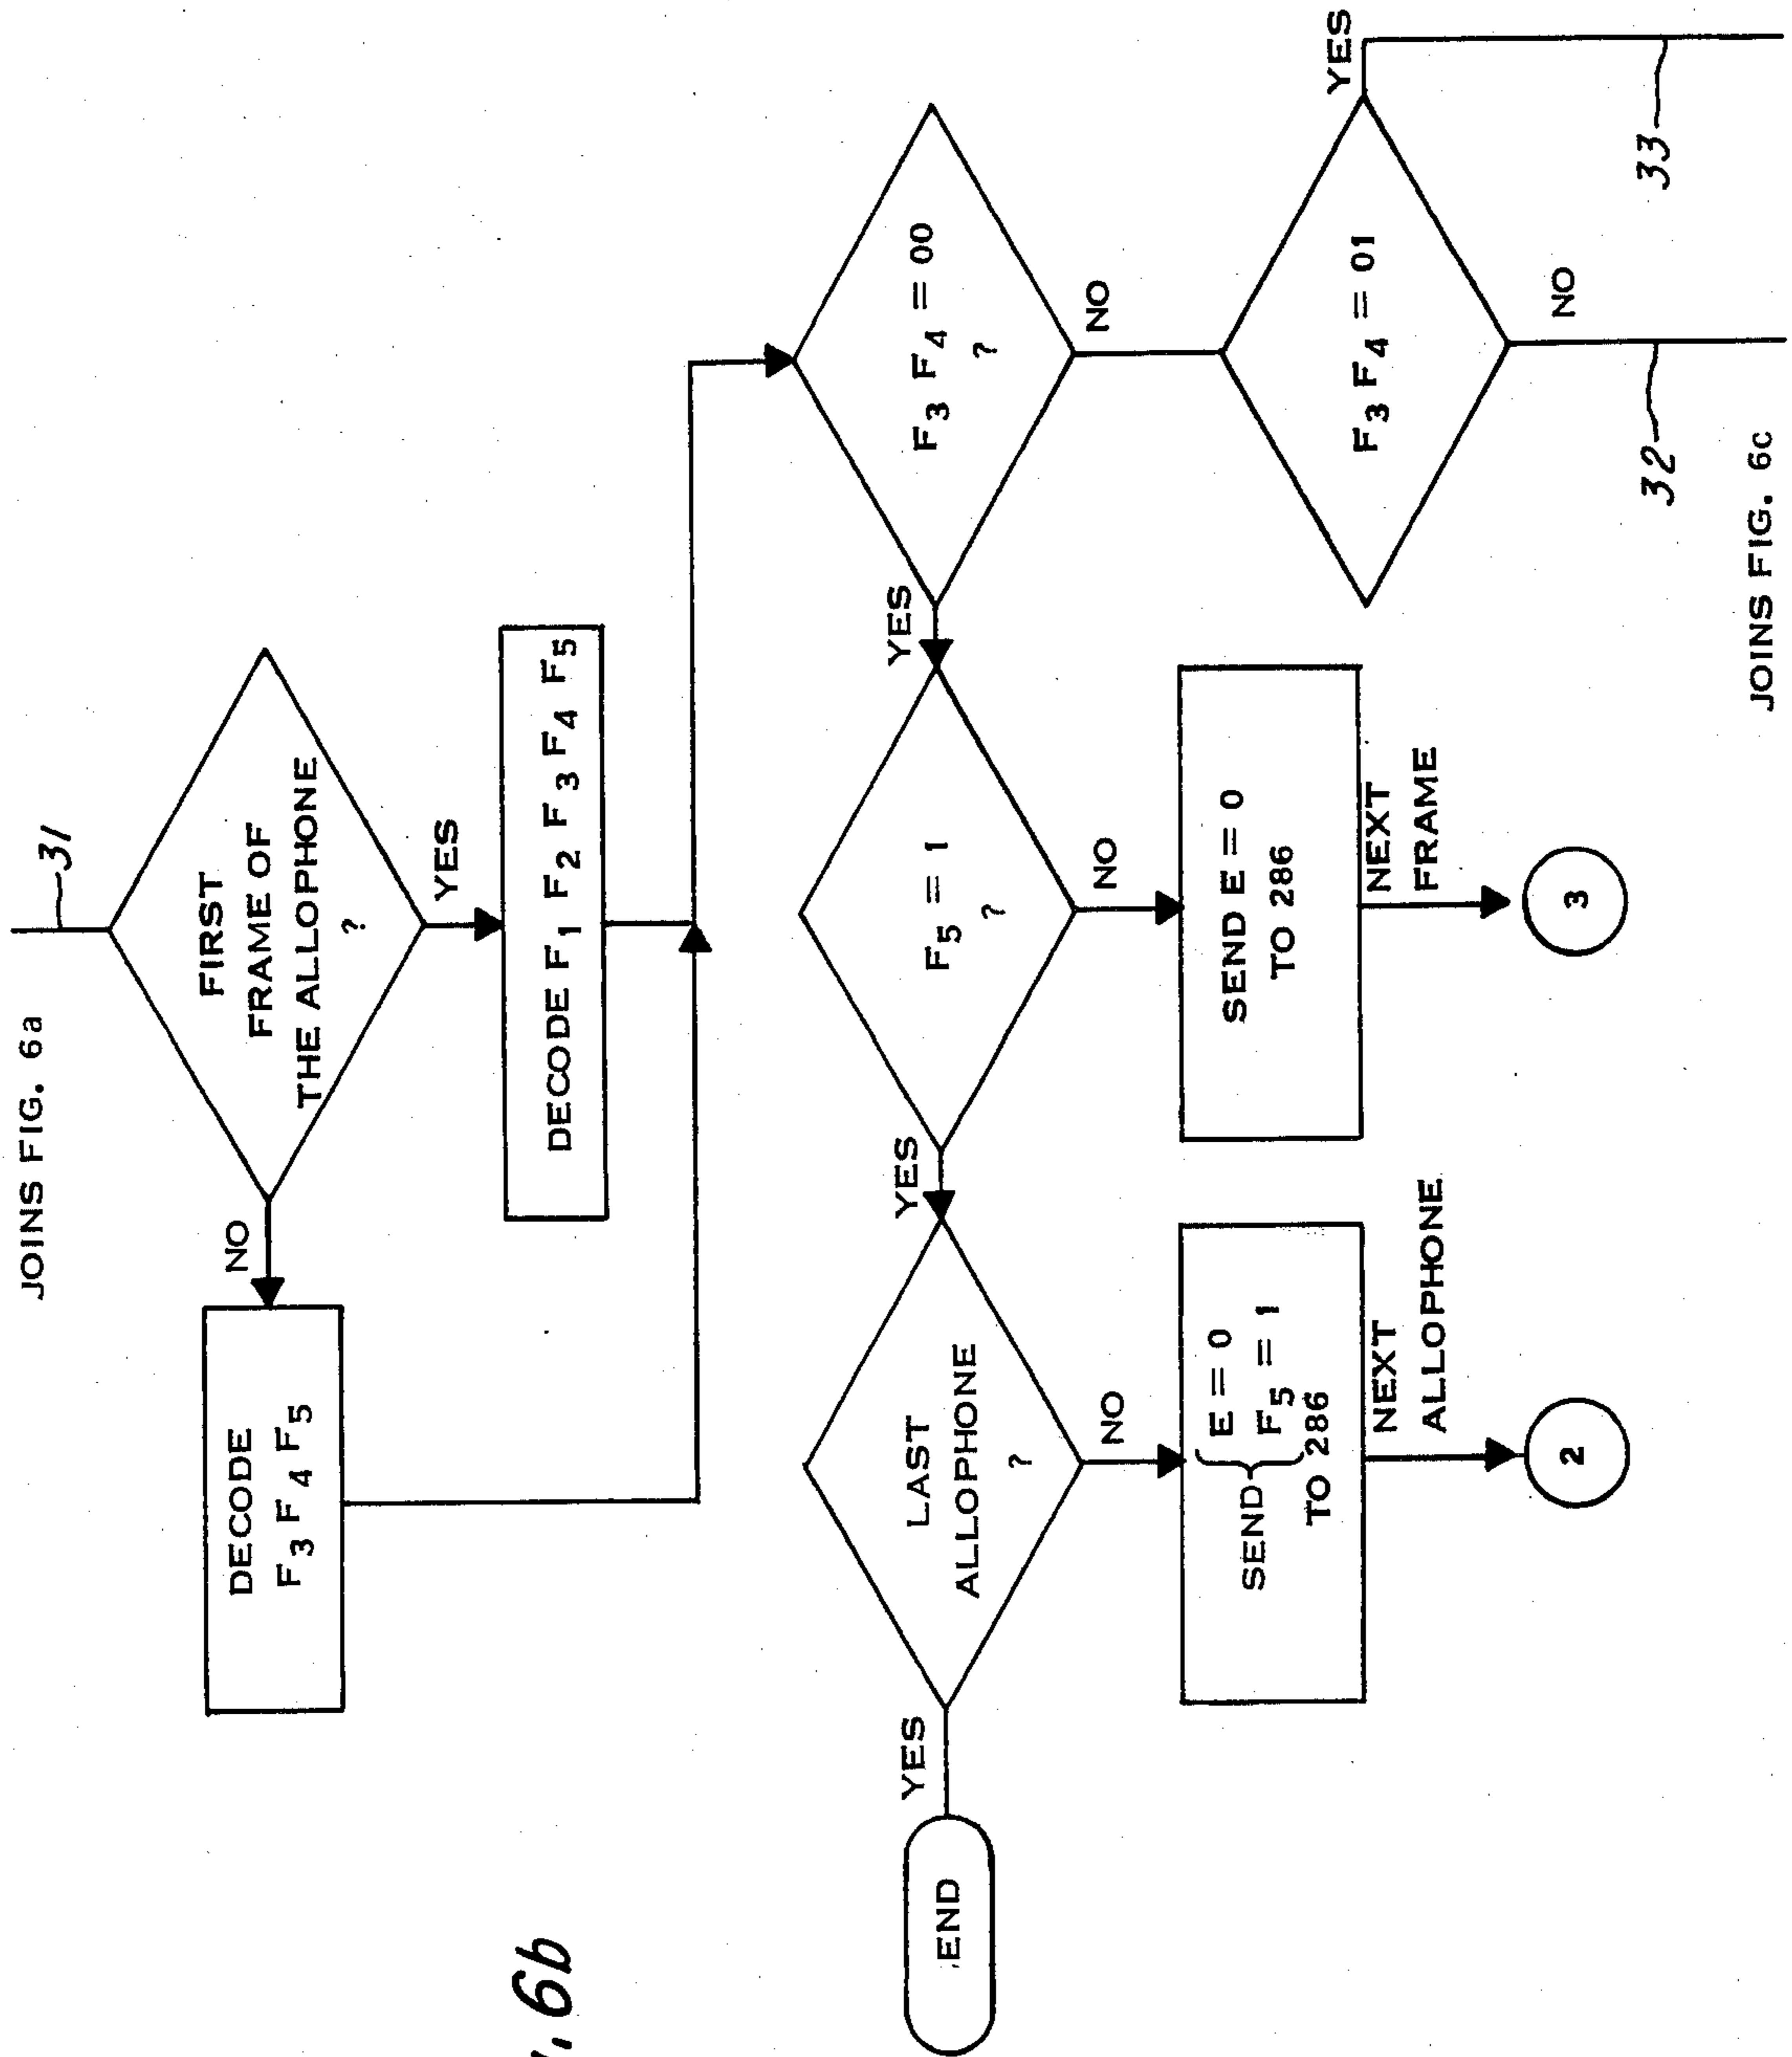 JOINS FIG. 6a
31
FIRST
FRAME OF
THE ALLOPHONE
?
NO
YES
DECODE
F3 F4 F5
DECODE F1 F2 F3 F4 F5
F3 F4 = 00
?
YES
NO
F5 = 1
?
YES
NO
LAST
ALLOPHONE
?
YES
NO
END
SEND { E = 0
F5 = 1
TO 286
NEXT
ALLOPHONE
2
SEND E = 0
TO 286
NEXT
FRAME
3
F3 F4 = 01
YES
NO
32
33
JOINS FIG. 6c
6b